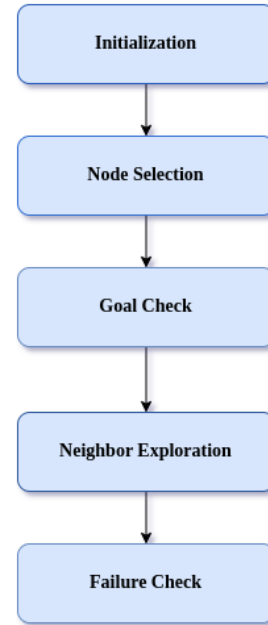 Initialization
Node Selection
Goal Check
Neighbor Exploration
Failure Check